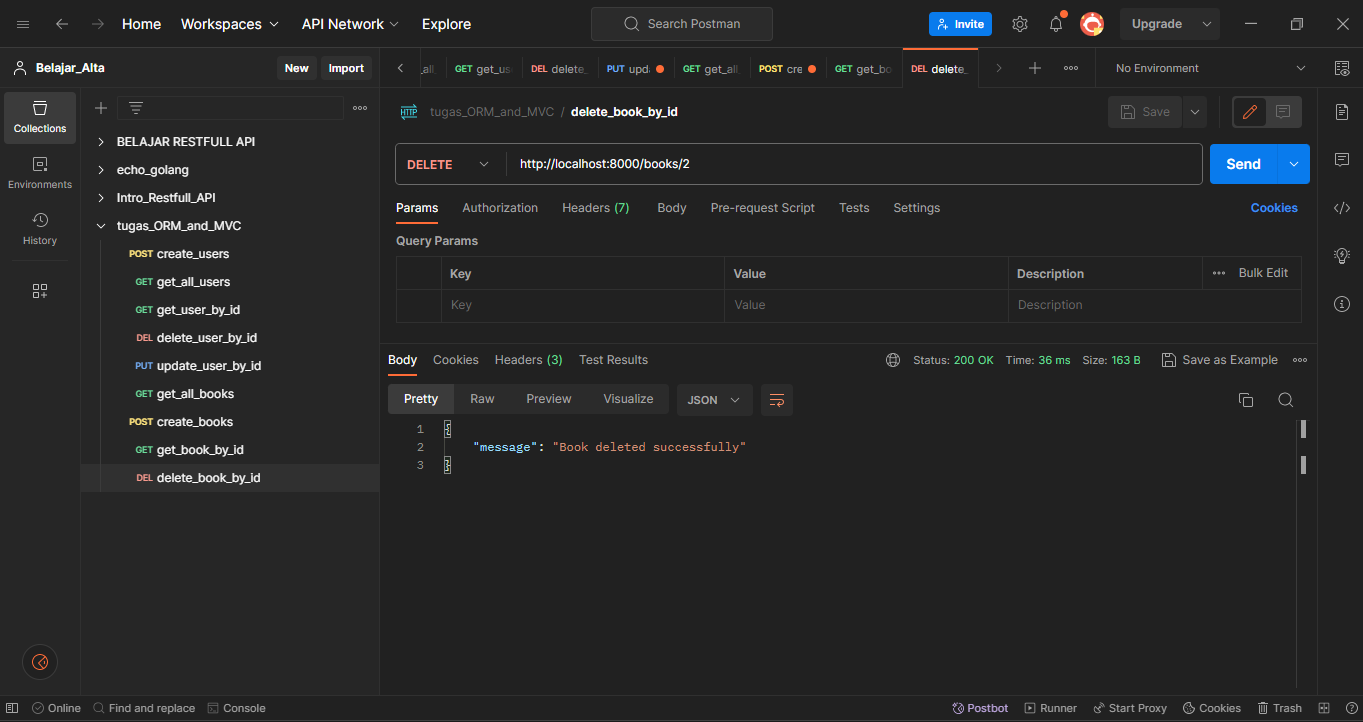 Home Workspaces API Network Explore Search Postman Invite Upgrade
Belajar_Alta New Import
_all GET get_us DEL delete_ PUT upd GET get_all POST cre GET get_bo DEL delete_ No Environment
Collections
Environments
History
BELAJAR RESTFULL API
echo_golang
Intro_Restfull_API
tugas_ORM_and_MVC
POST create_users
GET get_all_users
GET get_user_by_id
DEL delete_user_by_id
PUT update_user_by_id
GET get_all_books
POST create_books
GET get_book_by_id
DEL delete_book_by_id
HTTP tugas_ORM_and_MVC / delete_book_by_id Save
DELETE http://localhost:8000/books/2 Send
Params Authorization Headers (7) Body Pre-request Script Tests Settings Cookies
Query Params
Key Value Description Bulk Edit
Key Value Description
Body Cookies Headers (3) Test Results Status: 200 OK Time: 36 ms Size: 163 B Save as Example
Pretty Raw Preview Visualize JSON
1 {
2 "message": "Book deleted successfully"
3 }
Online Find and replace Console Postbot Runner Start Proxy Cookies Trash